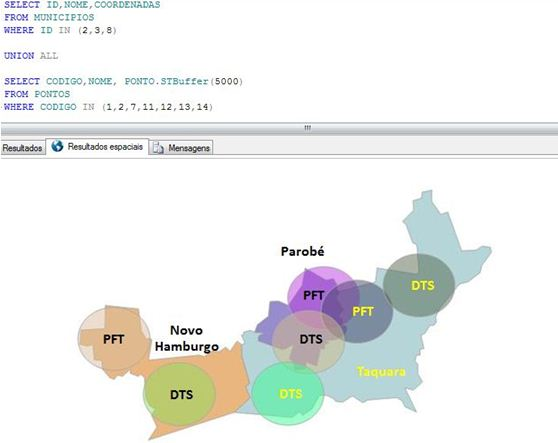 SELECT ID,NOME,COORDENADAS
FROM MUNICIPIOS
WHERE ID IN (2,3,8)
UNION ALL
SELECT CODIGO,NOME, PONTO.STBuffer(5000)
FROM PONTOS
WHERE CODIGO IN (1,2,7,11,12,13,14)
Resultados Resultados espaciais Mensagens
Parobé
DTS
PFT
PFT
Novo
Hamburgo
PFT
DTS
Taquara
DTS
DTS